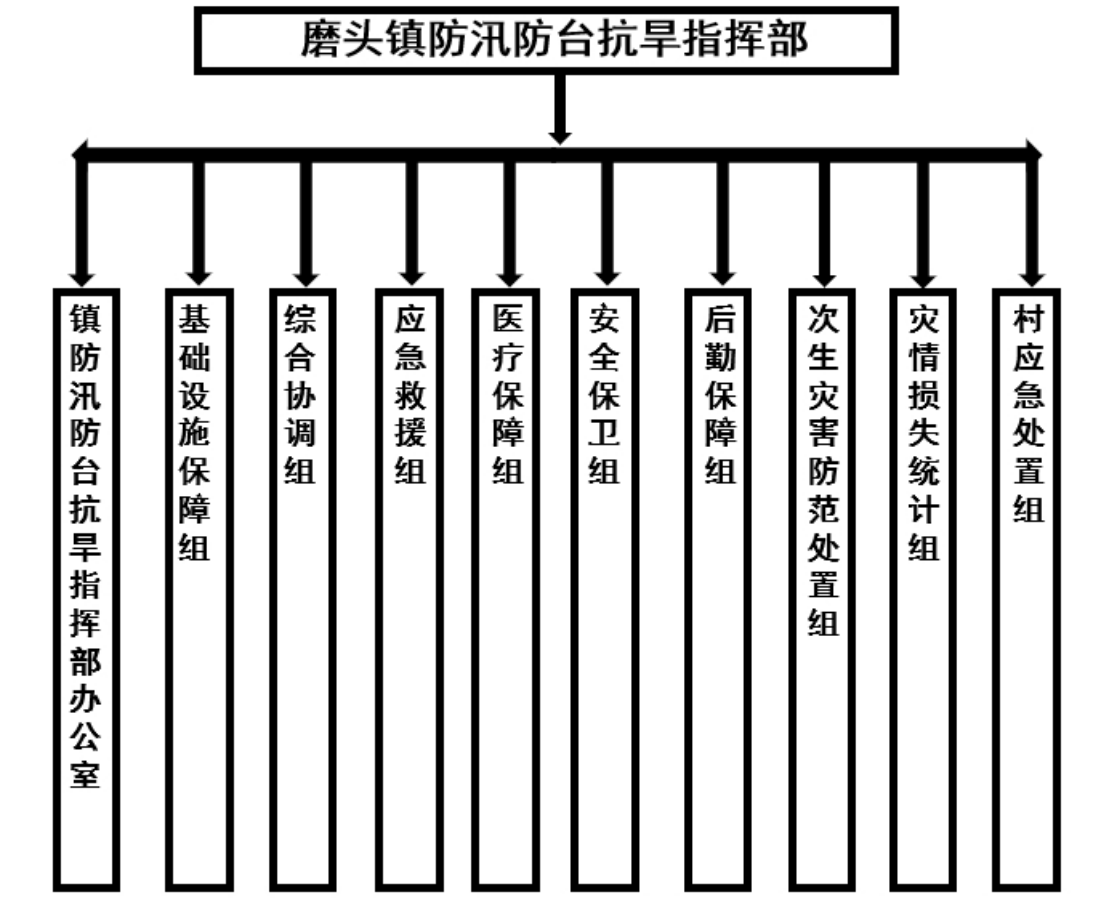 磨头镇防汛防台抗旱指挥部
镇防汛防台抗旱指挥部办公室
基础设施保障组
综合协调组
应急救援组
医疗保障组
安全保卫组
后勤保障组
次生灾害防范处置组
灾情损失统计组
村应急处置组